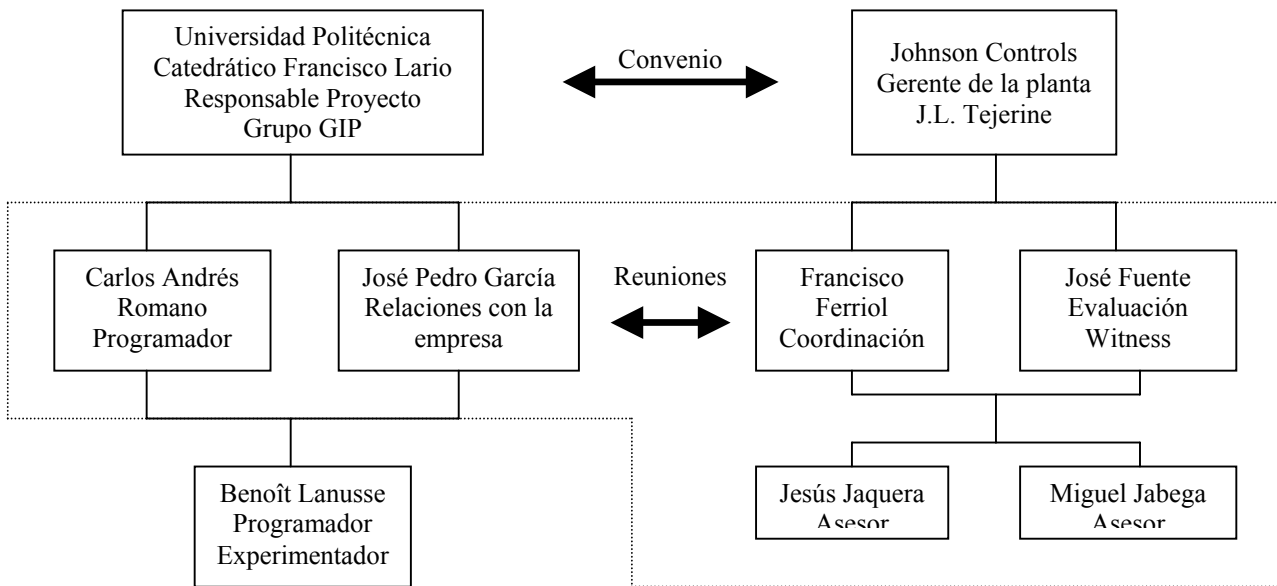 Universidad Politécnica
Catedrático Francisco Lario
Responsable Proyecto
Grupo GIP
Convenio
Johnson Controls
Gerente de la planta
J.L. Tejerine
Carlos Andrés
Romano
Programador
José Pedro García
Relaciones con la
empresa
Reuniones
Francisco
Ferriol
Coordinación
José Fuente
Evaluación
Witness
Benoît Lanusse
Programador
Experimentador
Jesús Jaquera
Asesor
Miguel Jabega
Asesor